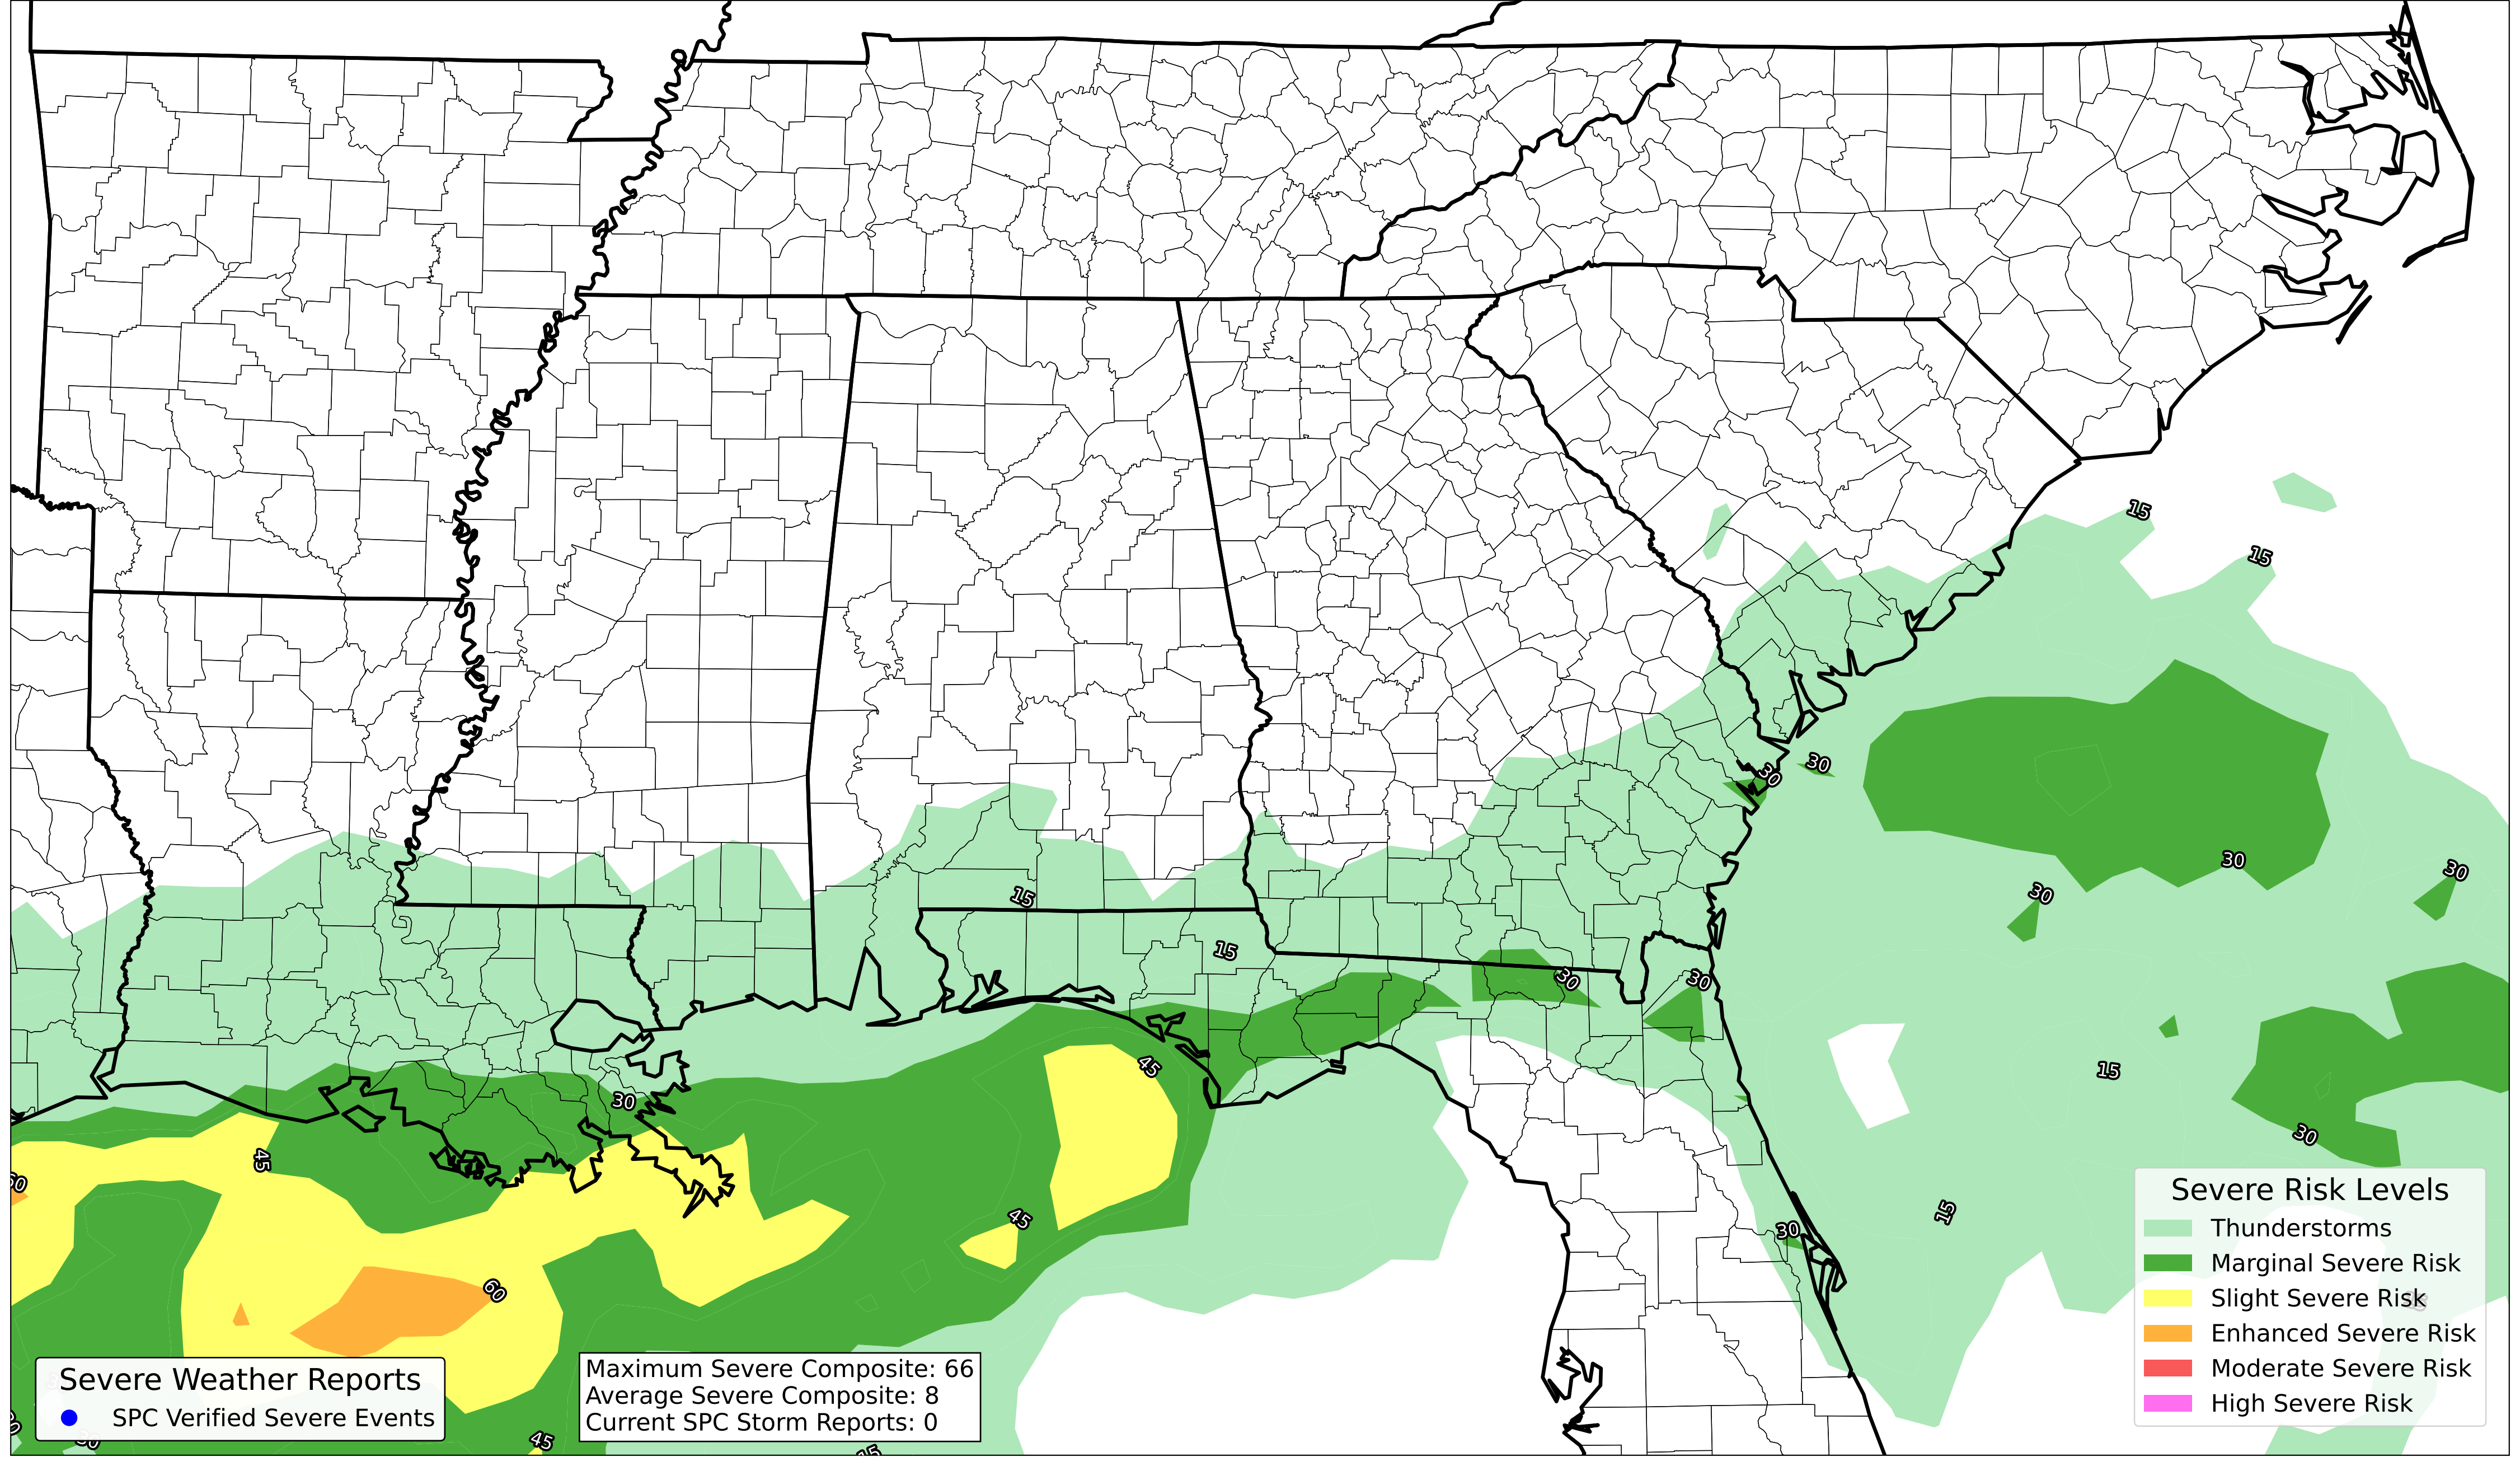 15
15
15
30
30
30
30
30
15
30
30
45
15
30
30
45
60
45
15
30
60
Severe Risk Levels
Thunderstorms
Marginal Severe Risk
Slight Severe Risk
Enhanced Severe Risk
Moderate Severe Risk
High Severe Risk
Severe Weather Reports
SPC Verified Severe Events
Maximum Severe Composite: 66
Average Severe Composite: 8
Current SPC Storm Reports: 0
45
15